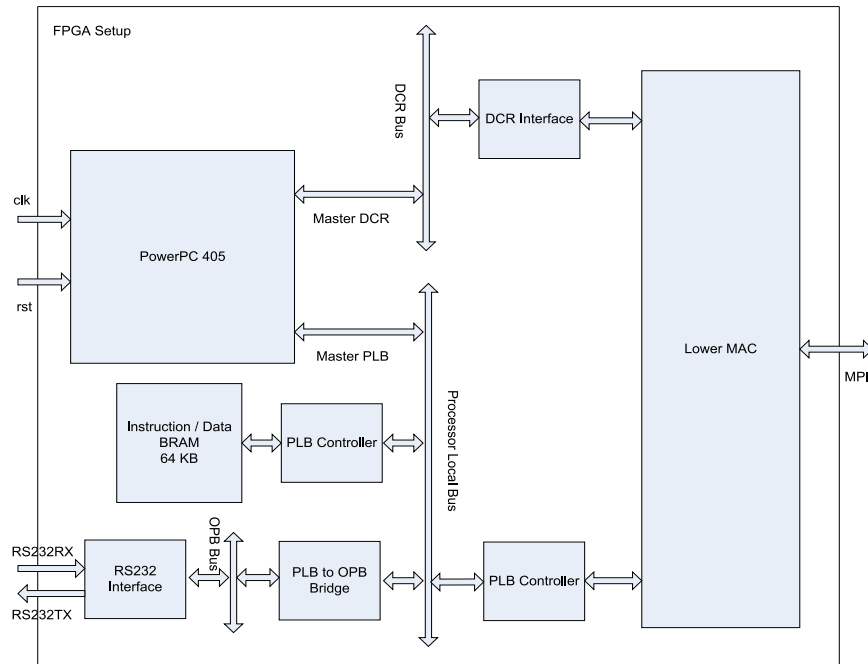 FPGA Setup
DCR Bus
DCR Interface
clk
Master DCR
PowerPC 405
rst
Master PLB
Lower MAC
MPI
Instruction / Data
BRAM
64 KB
PLB Controller
Processor Local Bus
OPB Bus
RS232RX
RS232
Interface
PLB to OPB
Bridge
PLB Controller
RS232TX